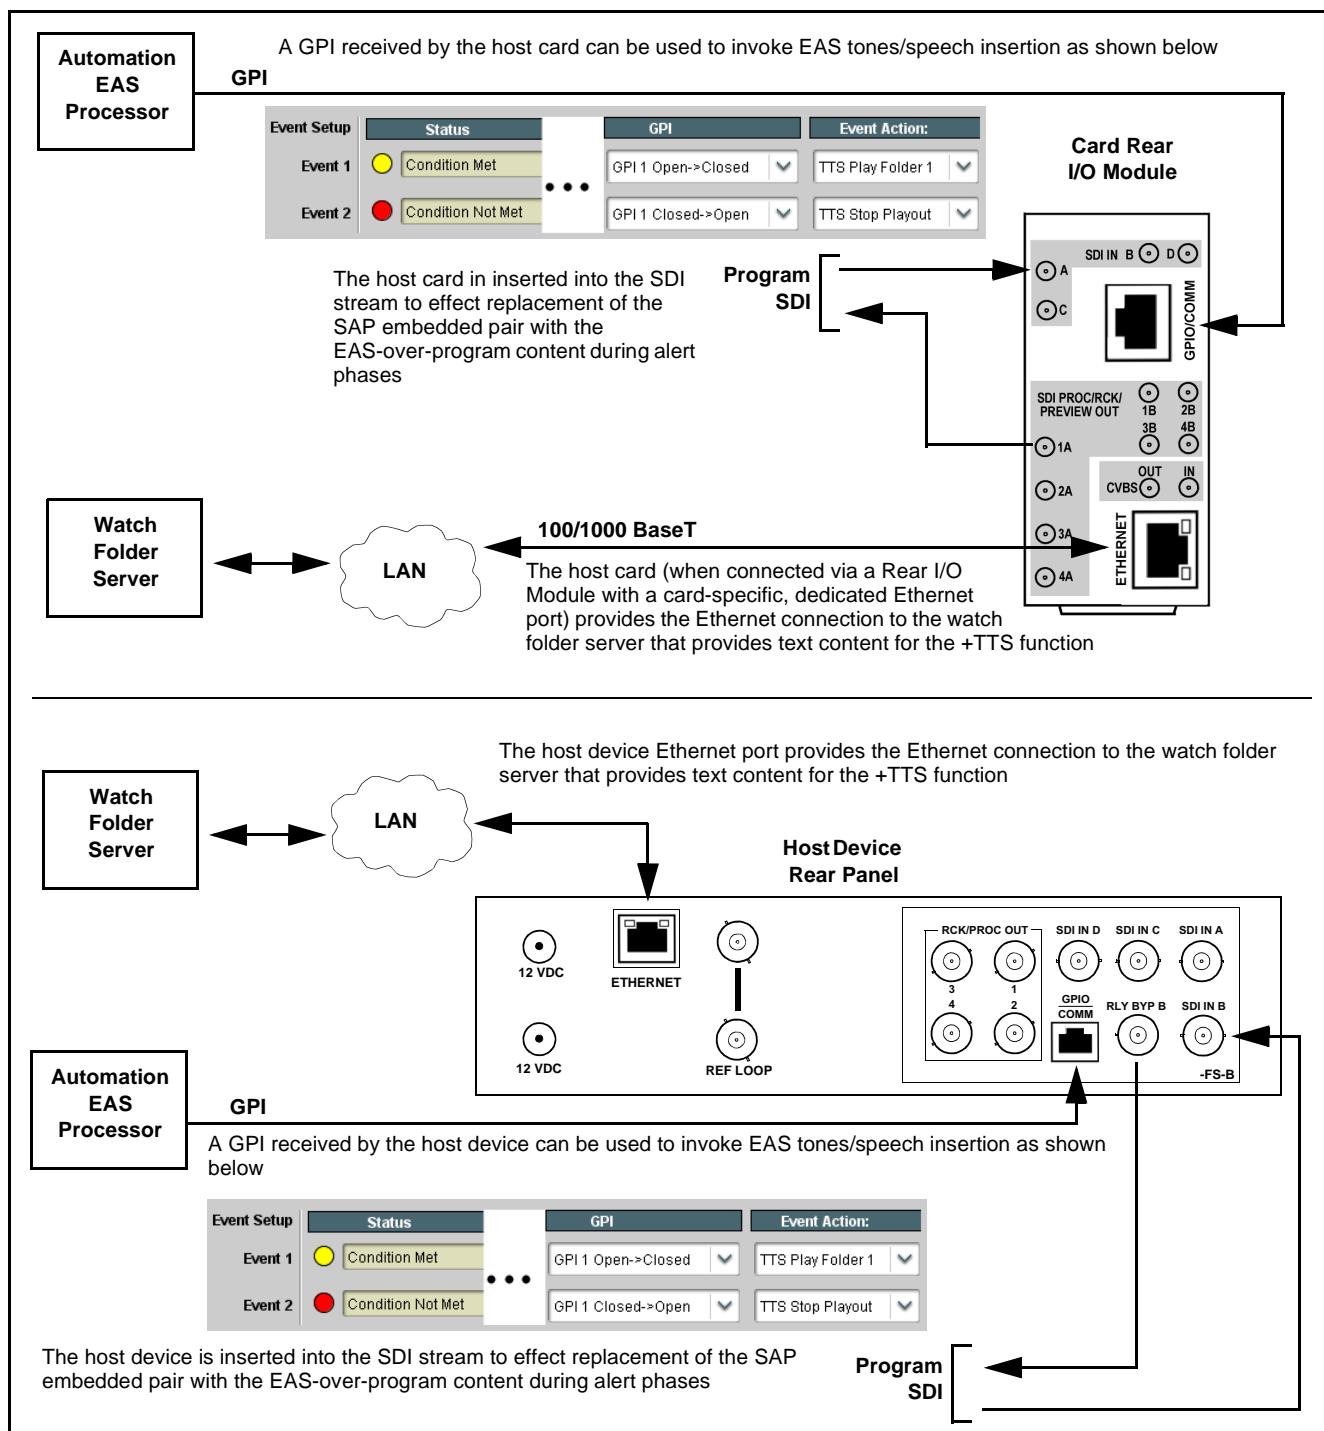 Automation
EAS
Processor
A GPI received by the host card can be used to invoke EAS tones/speech insertion as shown below
GPI
Event Setup Status GPI Event Action:
Event 1 Condition Met GPI 1 Open->Closed TTS Play Folder 1
Event 2 Condition Not Met GPI 1 Closed->Open TTS Stop Playout
Card Rear
I/O Module
The host card in inserted into the SDI
stream to effect replacement of the
SAP embedded pair with the
EAS-over-program content during alert
phases
Program
SDI
SDI IN B D
A
C
GPIO/COMM
SDI PROC/RCK/
PREVIEW OUT
1B 2B
3B 4B
1A
OUT IN
2A
CVBS
3A
4A
ETHERNET
Watch
Folder
Server
LAN
100/1000 BaseT
The host card (when connected via a Rear I/O
Module with a card-specific, dedicated Ethernet
port) provides the Ethernet connection to the watch
folder server that provides text content for the +TTS function
The host device Ethernet port provides the Ethernet connection to the watch folder
server that provides text content for the +TTS function
Watch
Folder
Server
LAN
Host Device
Rear Panel
12 VDC
ETHERNET
12 VDC
REF LOOP
RCK/PROC OUT
SDI IN D SDI IN C SDI IN A
3 1
4 2
GPIO
COMM
RLY BYP B SDI IN B
-FS-B
Automation
EAS
Processor
GPI
A GPI received by the host device can be used to invoke EAS tones/speech insertion as shown
below
Event Setup Status GPI Event Action:
Event 1 Condition Met GPI 1 Open->Closed TTS Play Folder 1
Event 2 Condition Not Met GPI 1 Closed->Open TTS Stop Playout
The host device is inserted into the SDI stream to effect replacement of the SAP
embedded pair with the EAS-over-program content during alert phases
Program
SDI